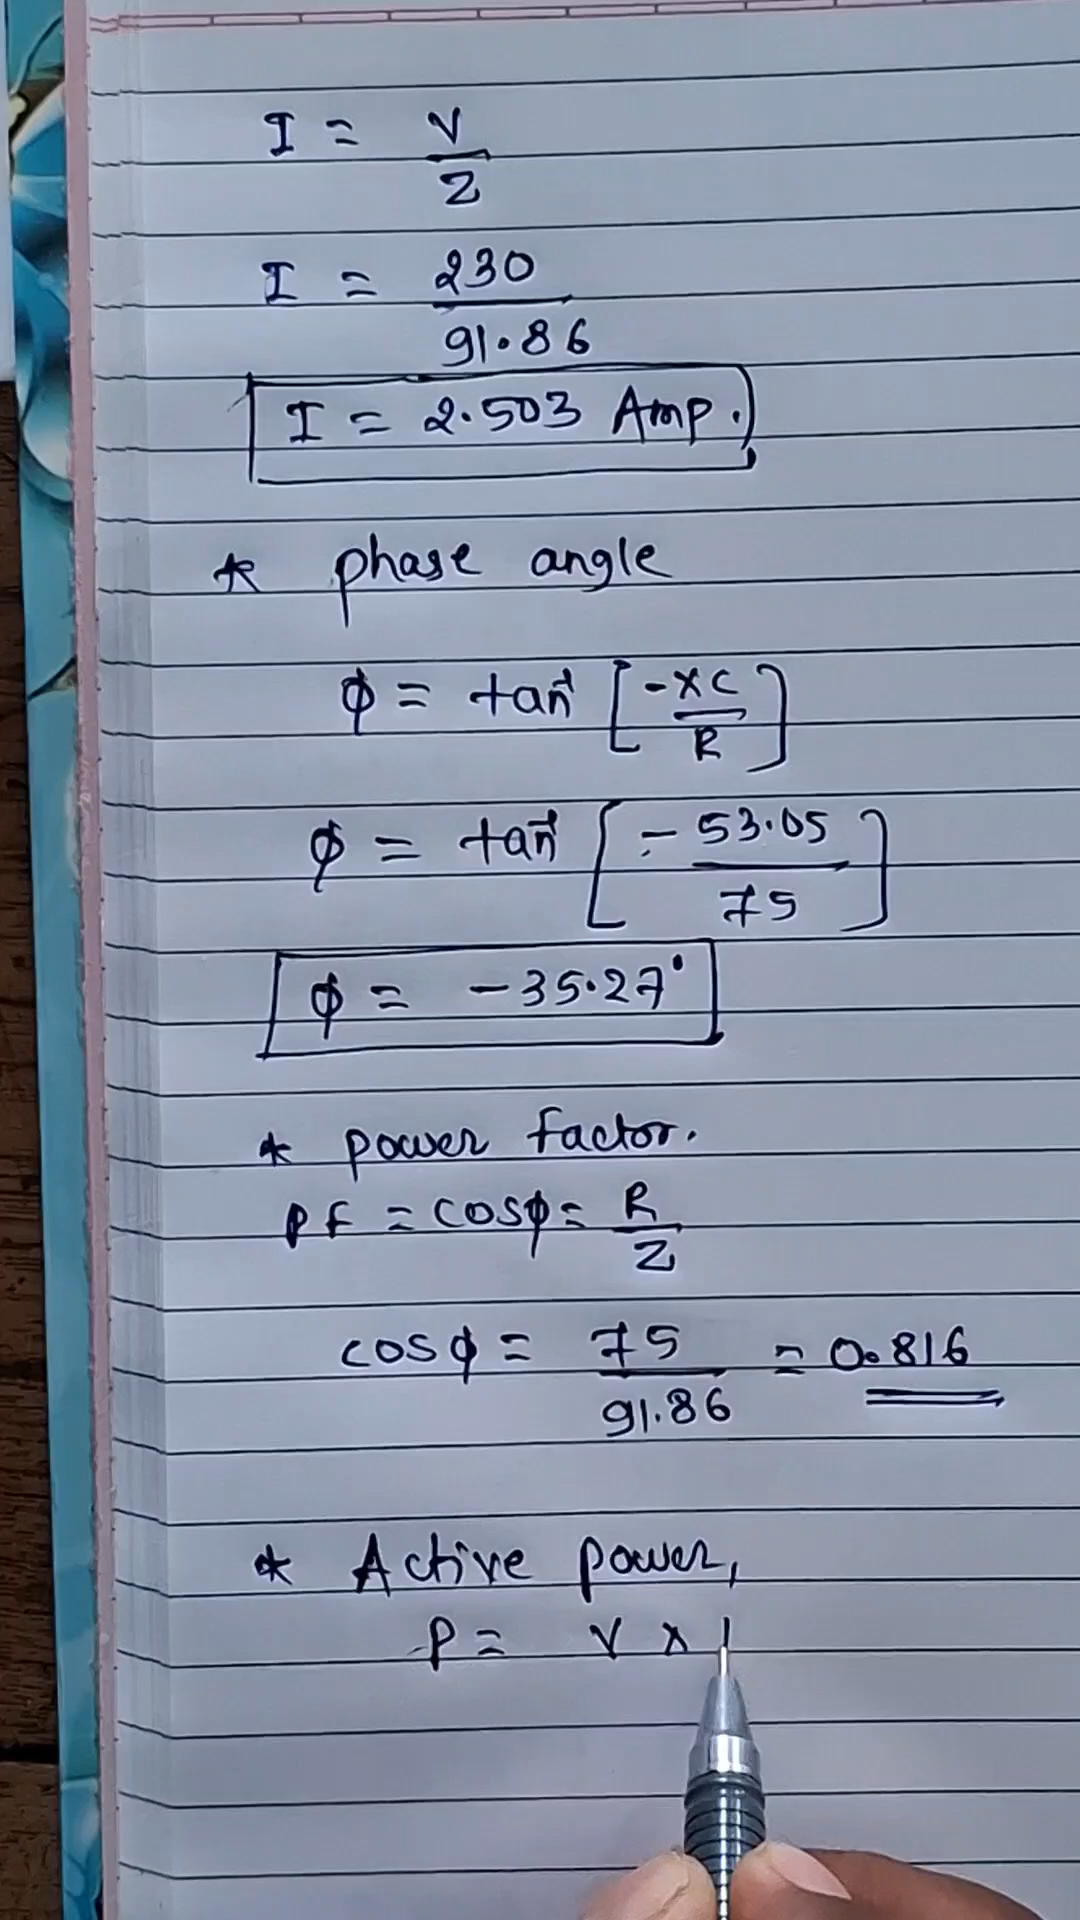 I = V/Z
I = 230/91.86
I = 2.503 Amp.
* phase angle
φ = tan⁻¹ [-XC/R]
φ = tan⁻¹ [-53.05/75]
φ = -35.27°
* power factor.
PF = cosφ = R/Z
cosφ = 75/91.86 = 0.816
* Active power,
P = V × I